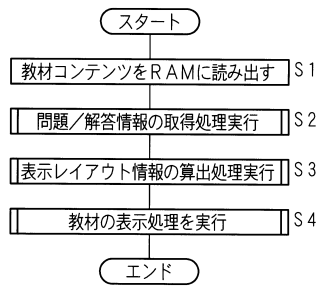 スタート
教材コンテンツをRAMに読み出す S1
問題／解答情報の取得処理実行 S2
表示レイアウト情報の算出処理実行 S3
教材の表示処理を実行 S4
エンド